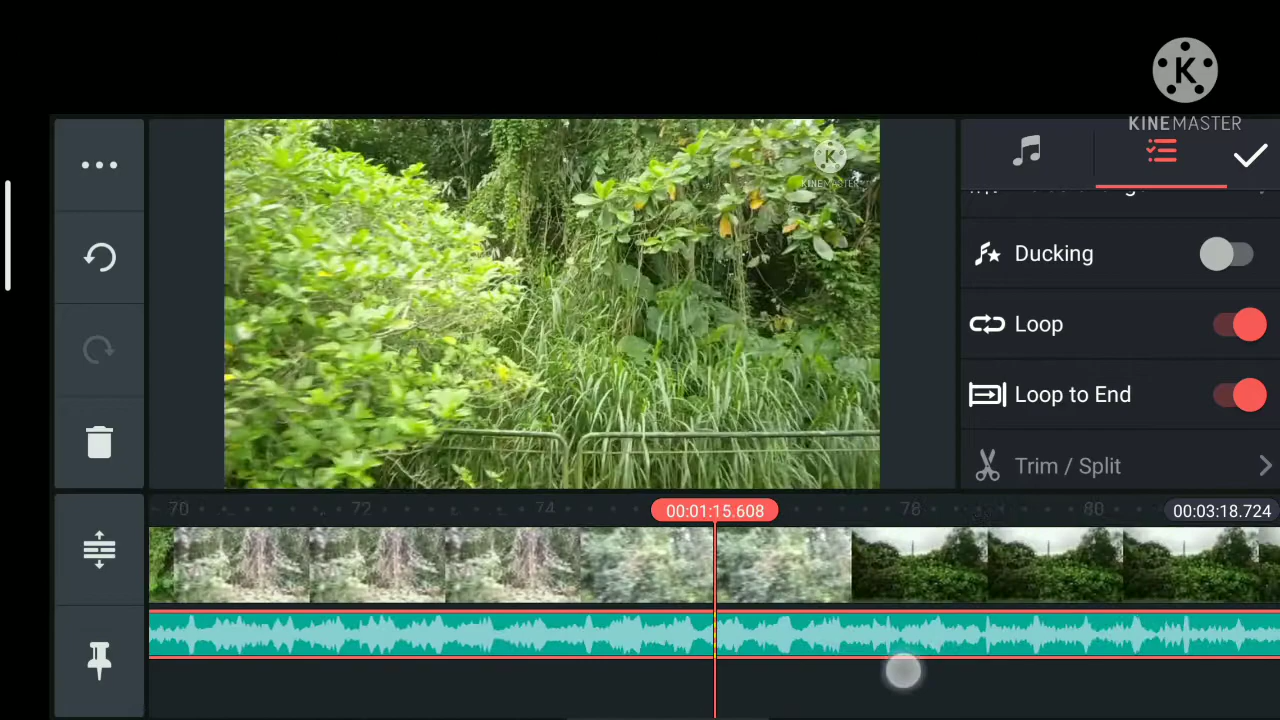 KINEMASTER
KINEMASTER
Ducking
Loop
Loop to End
Trim / Split
70
72
74
00:01:15.608
78
80
00:03:18.724